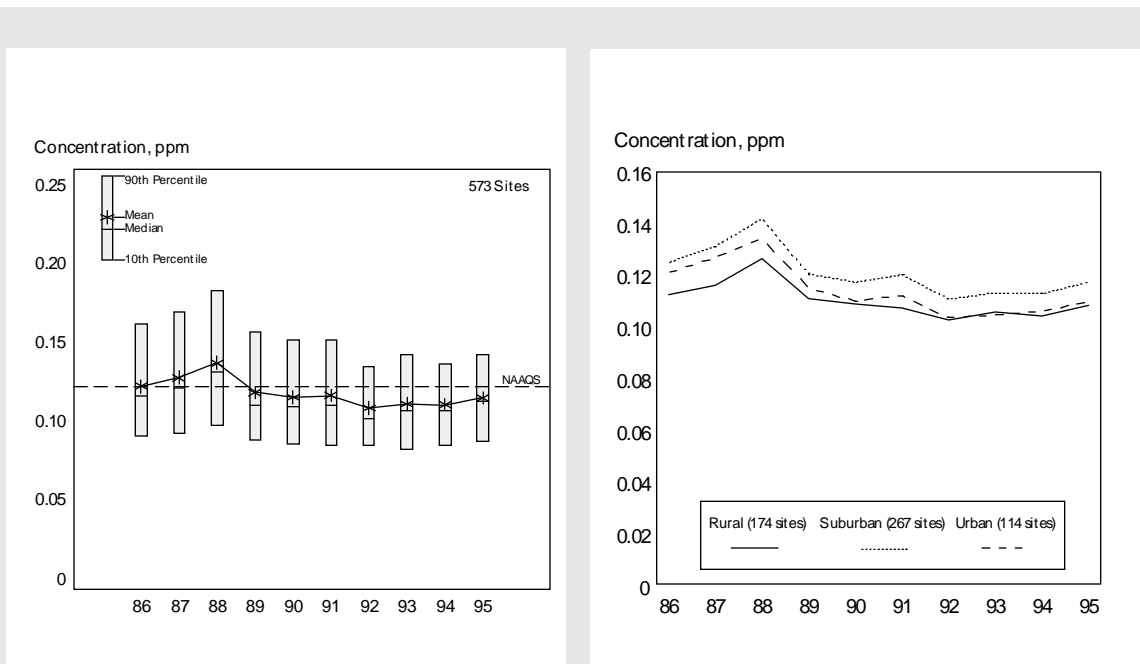 Concentration, ppm
0.25
0.20
0.15
0.10
0.05
0
90th Percentile
Mean
Median
10th Percentile
573 Sites
NAAQS
86 87 88 89 90 91 92 93 94 95
Concentration, ppm
0.16
0.14
0.12
0.10
0.08
0.06
0.04
0.02
0
Rural (174 sites) Suburban (267 sites) Urban (114 sites)
86 87 88 89 90 91 92 93 94 95